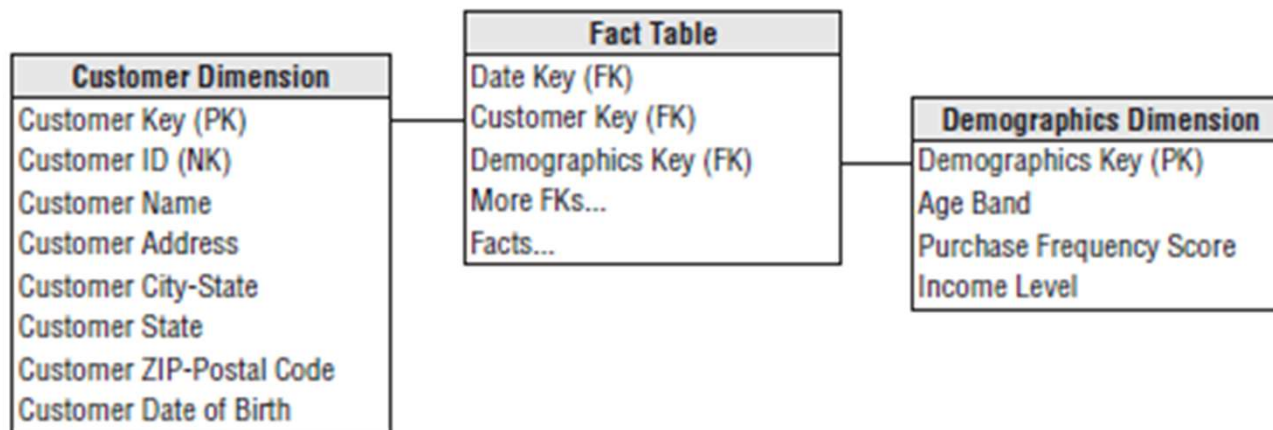 Customer Dimension
Customer Key (PK)
Customer ID (NK)
Customer Name
Customer Address
Customer City-State
Customer State
Customer ZIP-Postal Code
Customer Date of Birth
Fact Table
Date Key (FK)
Customer Key (FK)
Demographics Key (FK)
More FKs...
Facts...
Demographics Dimension
Demographics Key (PK)
Age Band
Purchase Frequency Score
Income Level